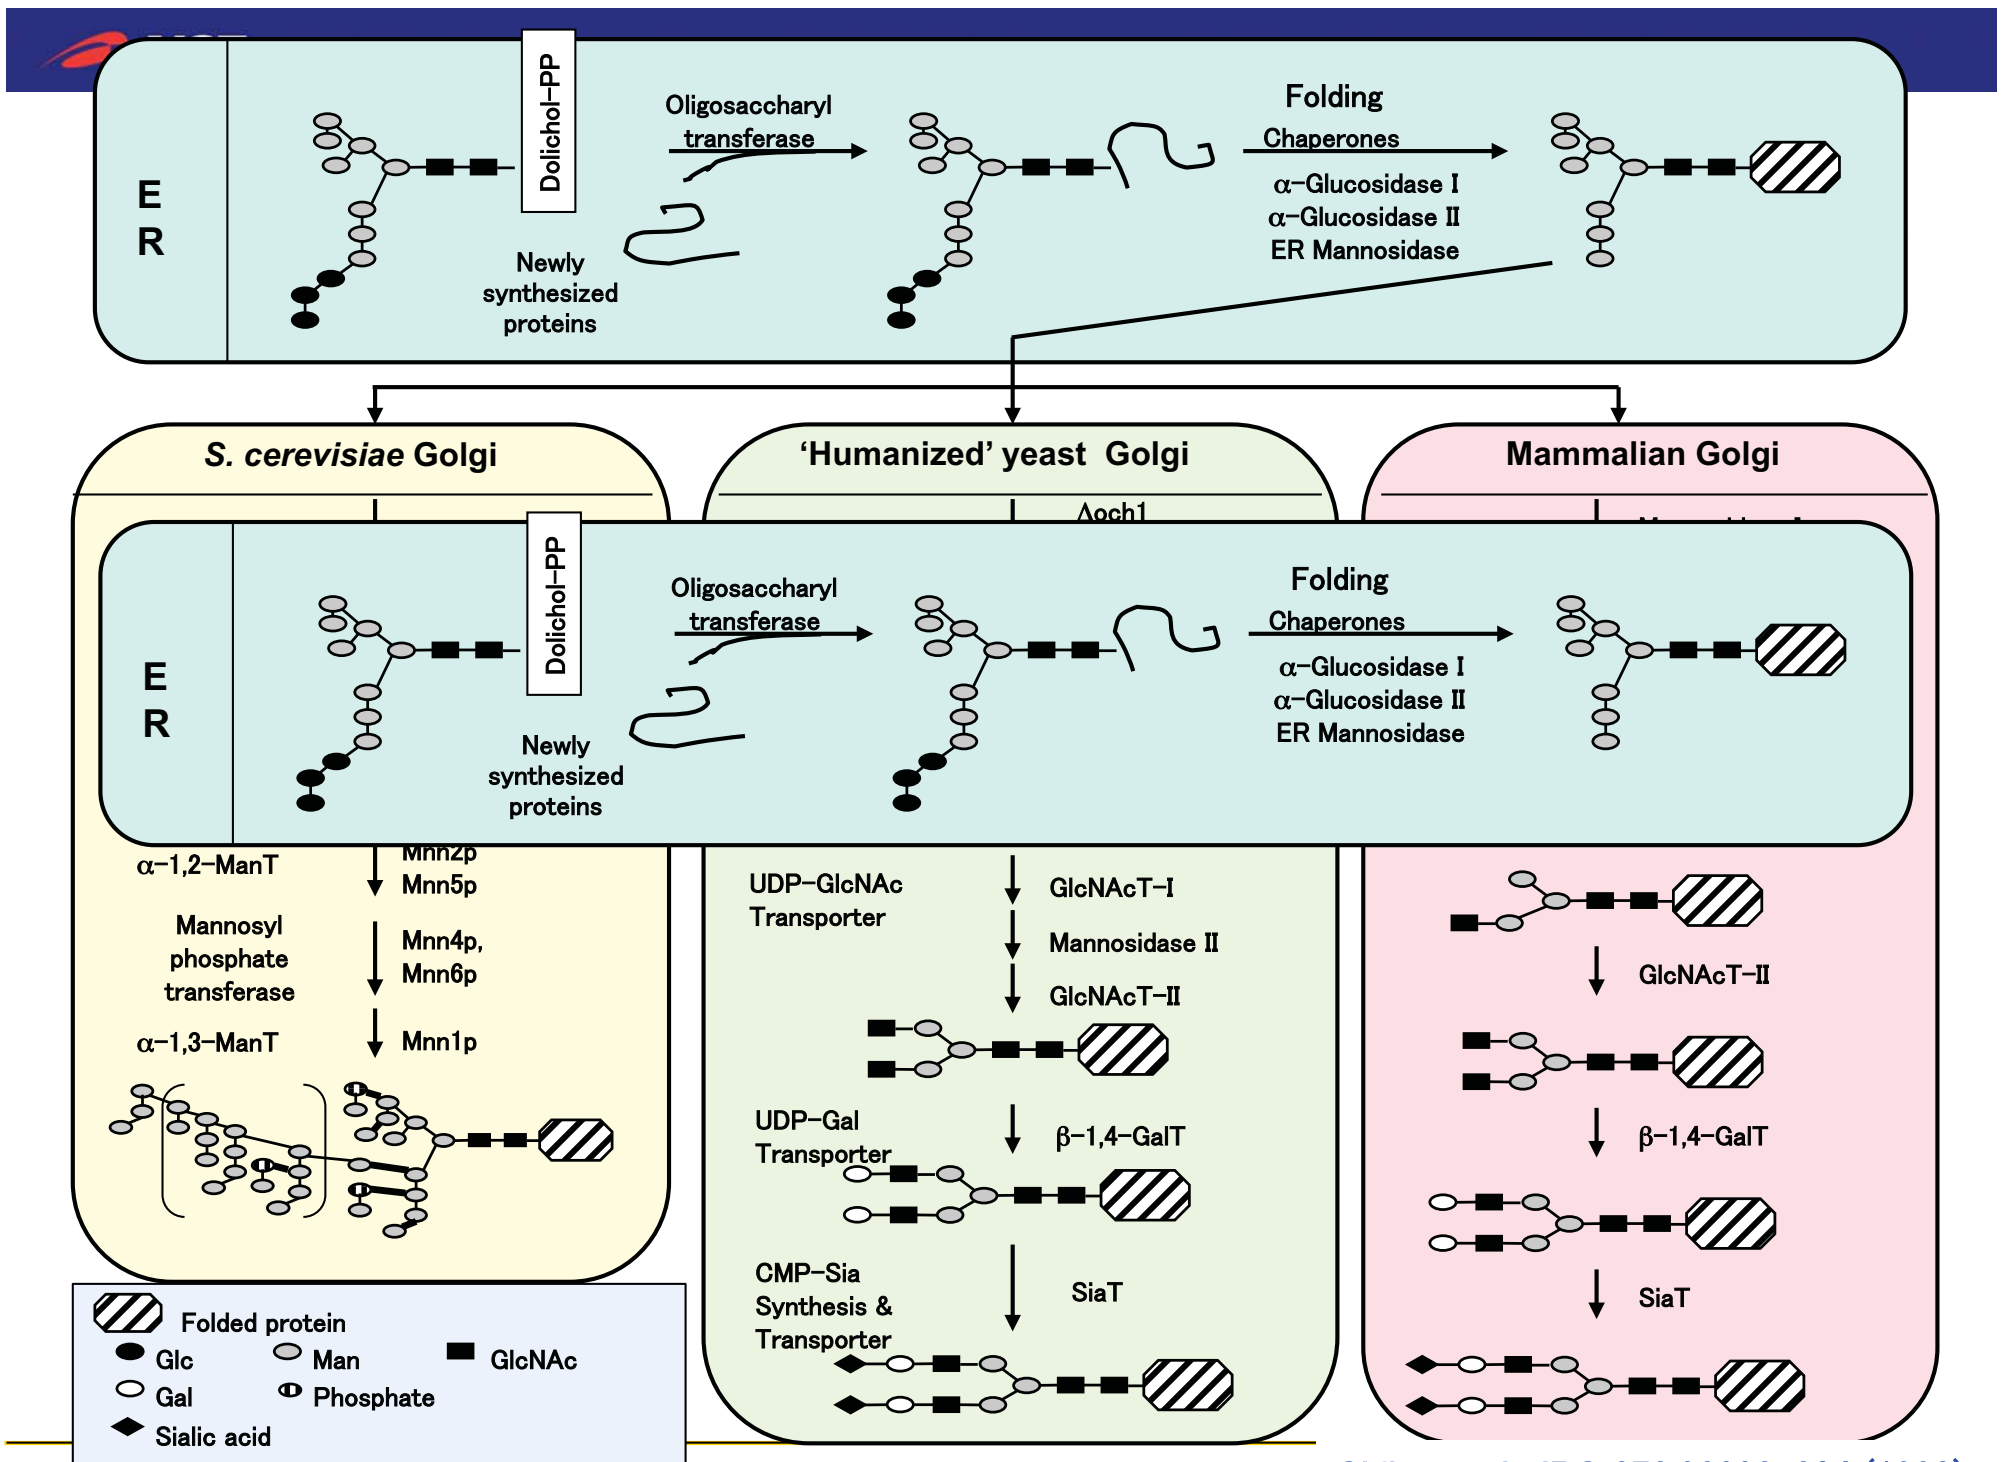 Dolichol-PP
Oligosaccharyl
transferase
Folding
Chaperones
α-Glucosidase I
α-Glucosidase II
ER Mannosidase
E
R
Newly
synthesized
proteins
S. cerevisiae Golgi
'Humanized' yeast Golgi
Mammalian Golgi
Δoch1
Dolichol-PP
Oligosaccharyl
transferase
Folding
Chaperones
α-Glucosidase I
α-Glucosidase II
ER Mannosidase
E
R
Newly
synthesized
proteins
α-1,2-ManT
Mnn2p
Mnn5p
Mannosyl
phosphate
transferase
Mnn4p,
Mnn6p
α-1,3-ManT
Mnn1p
UDP-GlcNAc
Transporter
GlcNAcT-I
Mannosidase II
GlcNAcT-II
UDP-Gal
Transporter
β-1,4-GalT
CMP-Sia
Synthesis &
Transporter
SiaT
GlcNAcT-II
β-1,4-GalT
SiaT
Folded protein
Glc
Man
GlcNAc
Gal
Phosphate
Sialic acid